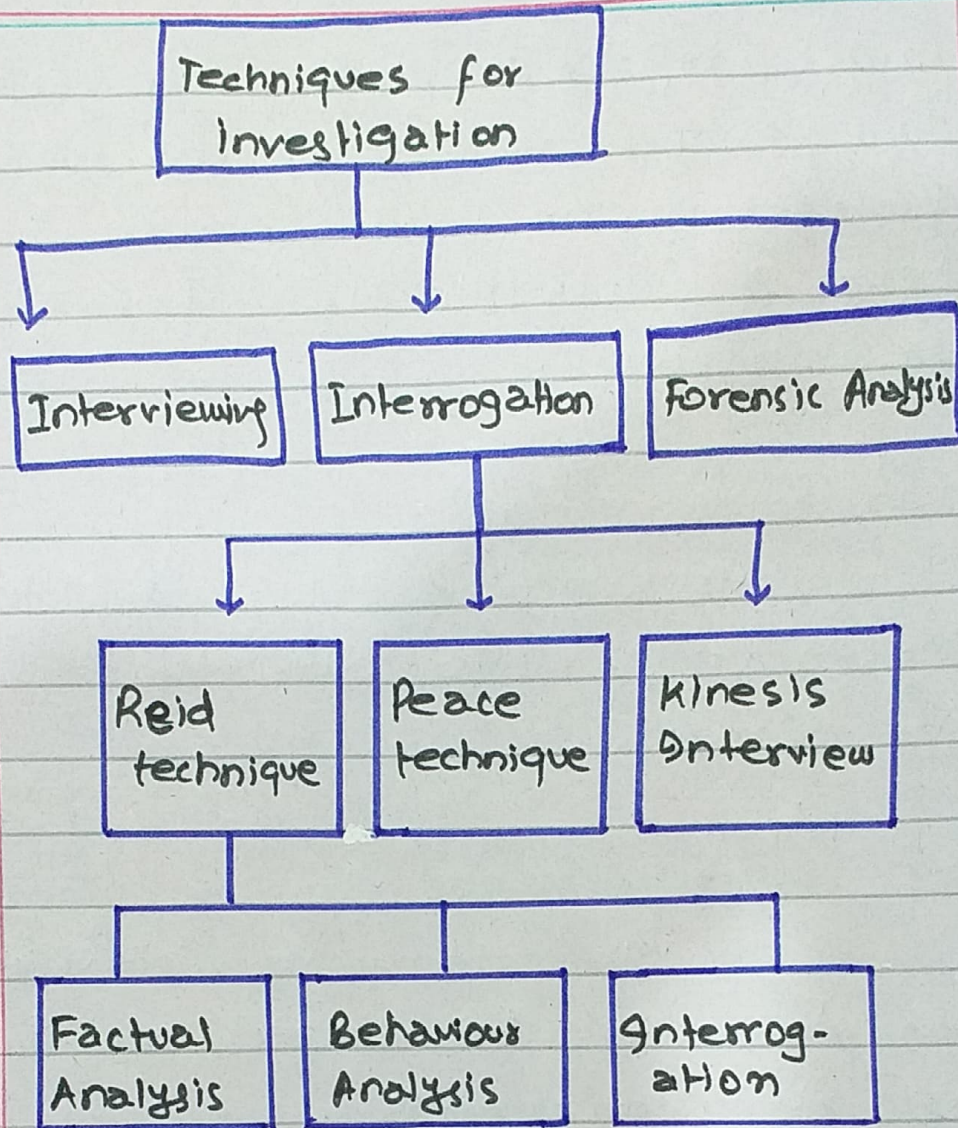 Techniques for
Investigation
Interviewing
Interrogation
Forensic Analysis
Reid
technique
Peace
technique
Kinesis
Interview
Factual
Analysis
Behaviour
Analysis
Interrog-
ation